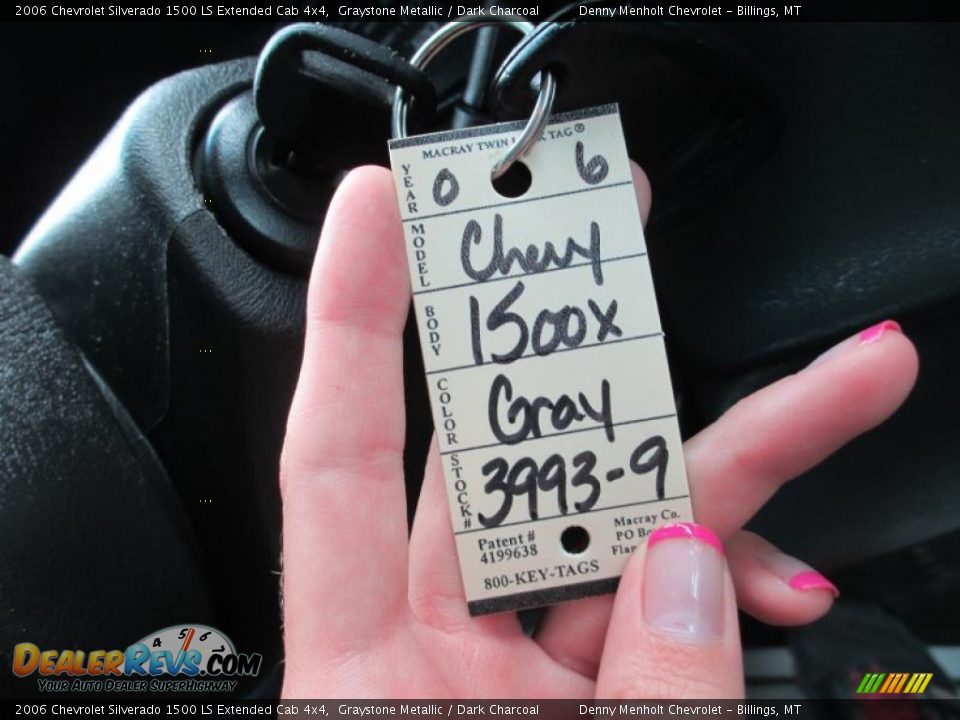 2006 Chevrolet Silverado 1500 LS Extended Cab 4x4, Graystone Metallic / Dark Charcoal Denny Menholt Chevrolet - Billings, MT
MACRAY TWIN TAG®
YEAR 0 6
MODEL Chevy
BODY 1500x
COLOR Gray
STOCK# 3993-9
Patent #
4199638
Macray Co.
PO
800-KEY-TAGS
4 5 6
DEALERREVS.COM
YOUR AUTO DEALER SUPERHIGHWAY
2006 Chevrolet Silverado 1500 LS Extended Cab 4x4, Graystone Metallic / Dark Charcoal Denny Menholt Chevrolet - Billings, MT